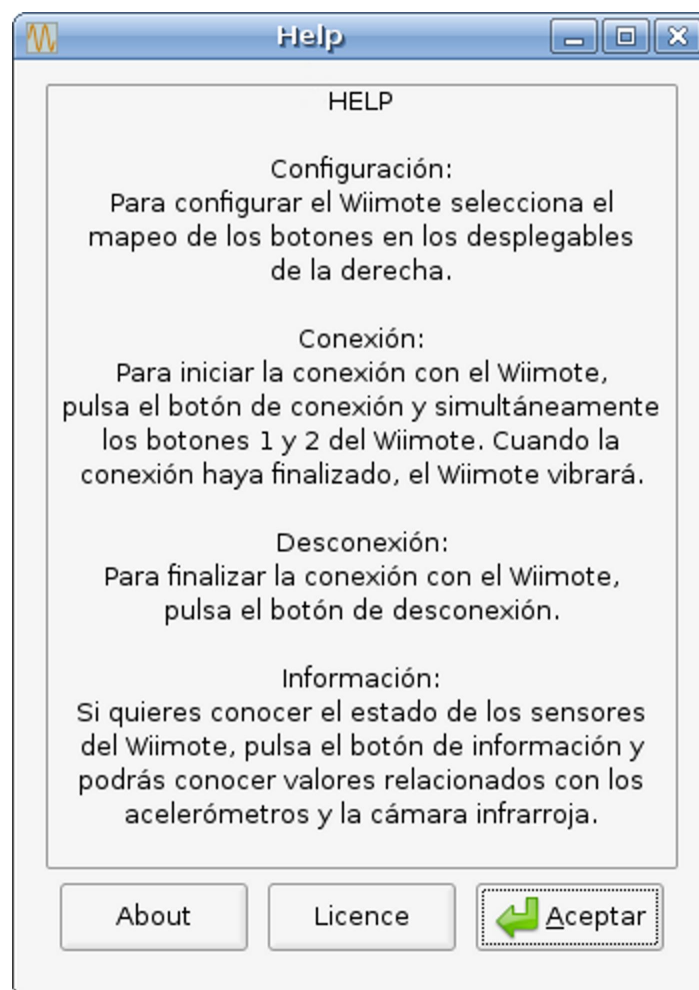 Help
HELP
Configuración:
Para configurar el Wiimote selecciona el
mapeo de los botones en los desplegables
de la derecha.
Conexión:
Para iniciar la conexión con el Wiimote,
pulsa el botón de conexión y simultáneamente
los botones 1 y 2 del Wiimote. Cuando la
conexión haya finalizado, el Wiimote vibrará.
Desconexión:
Para finalizar la conexión con el Wiimote,
pulsa el botón de desconexión.
Información:
Si quieres conocer el estado de los sensores
del Wiimote, pulsa el botón de información y
podrás conocer valores relacionados con los
acelerómetros y la cámara infrarroja.
About
Licence
Aceptar